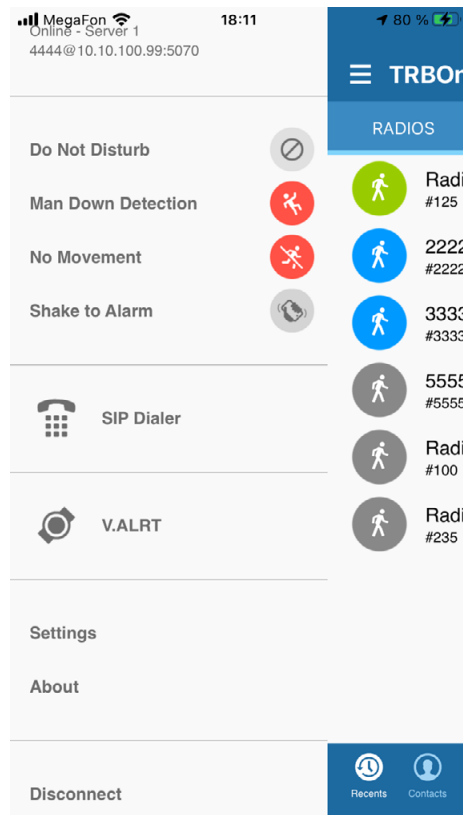 MegaFon 18:11 80 %
Online - Server 1
4444@10.10.100.99:5070
Do Not Disturb
Man Down Detection
No Movement
Shake to Alarm
SIP Dialer
V.ALRT
Settings
About
Disconnect
TRBOn
RADIOS
Radi
#125
2222
#2222
3333
#3333
5555
#5555
Radi
#100
Radi
#235
Recents Contacts